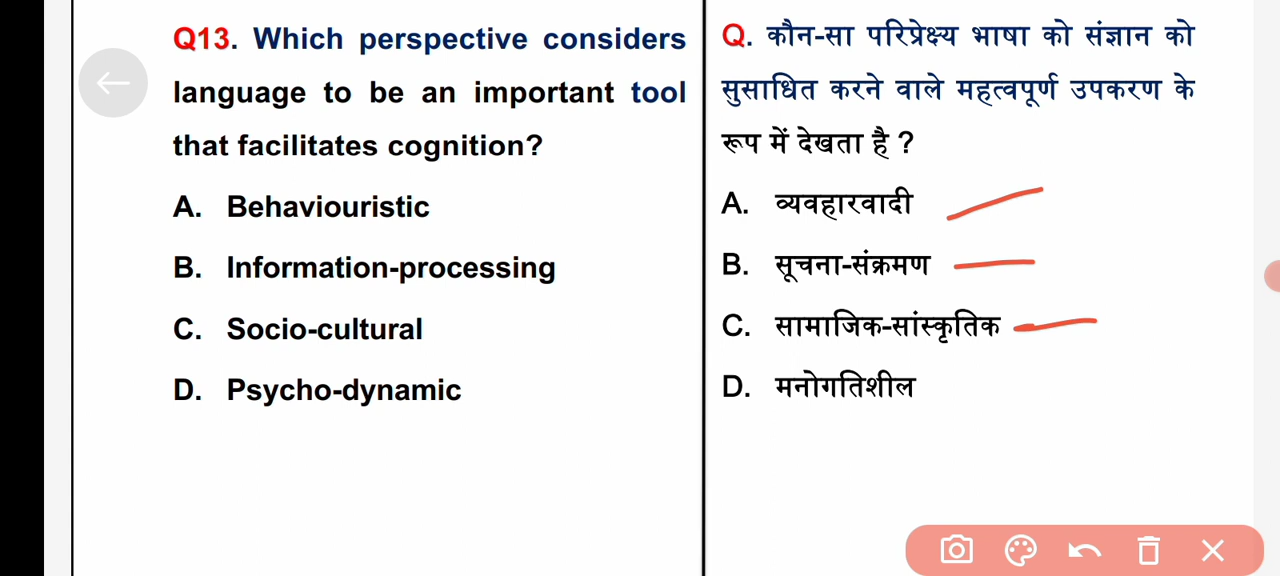 Q13. Which perspective considers
language to be an important tool
that facilitates cognition?
A. Behaviouristic
B. Information-processing
C. Socio-cultural
D. Psycho-dynamic
Q. कौन-सा परिप्रेक्ष्य भाषा को संज्ञान को
सुसाधित करने वाले महत्वपूर्ण उपकरण के
रूप में देखता है ?
A. व्यवहारवादी
B. सूचना-संक्रमण
C. सामाजिक-सांस्कृतिक
D. मनोगतिशील